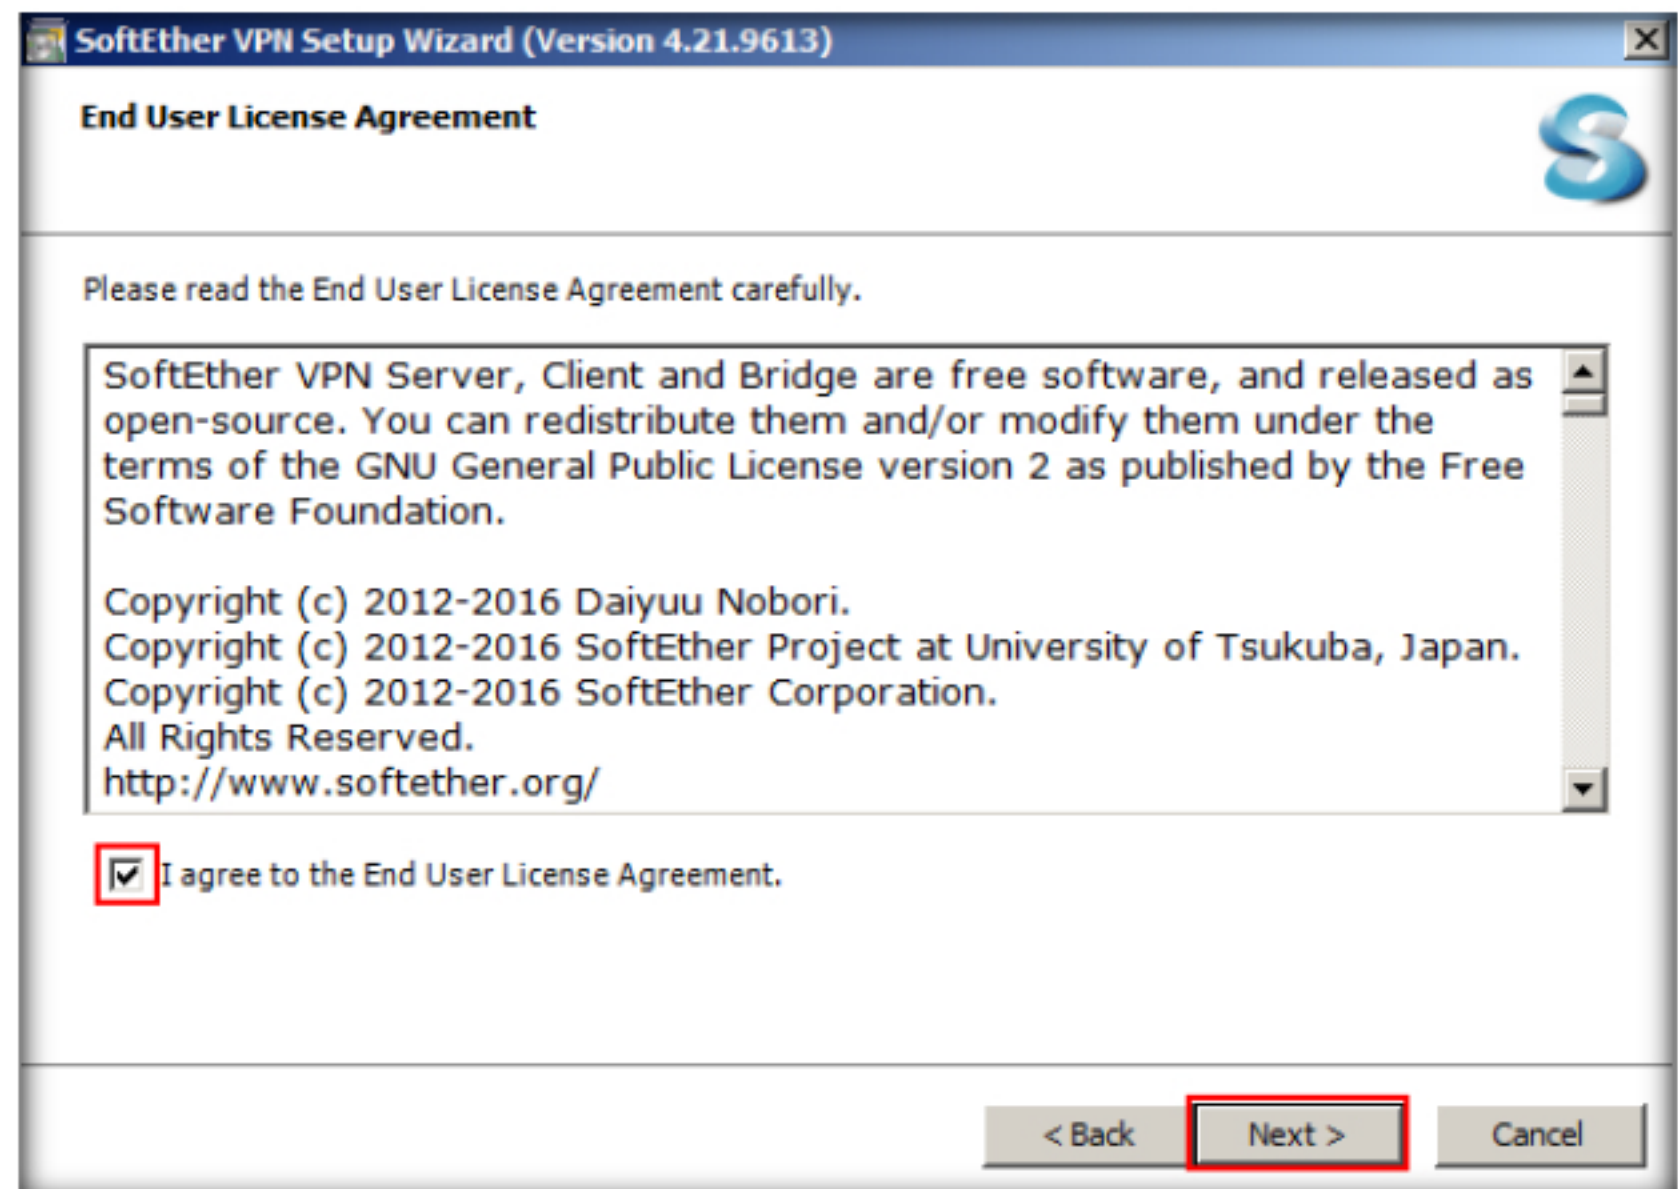 SoftEther VPN Setup Wizard (Version 4.21.9613)
End User License Agreement
Please read the End User License Agreement carefully.
SoftEther VPN Server, Client and Bridge are free software, and released as
open-source. You can redistribute them and/or modify them under the
terms of the GNU General Public License version 2 as published by the Free
Software Foundation.
Copyright (c) 2012-2016 Daiyuu Nobori.
Copyright (c) 2012-2016 SoftEther Project at University of Tsukuba, Japan.
Copyright (c) 2012-2016 SoftEther Corporation.
All Rights Reserved.
http://www.softether.org/
I agree to the End User License Agreement.
< Back Next > Cancel